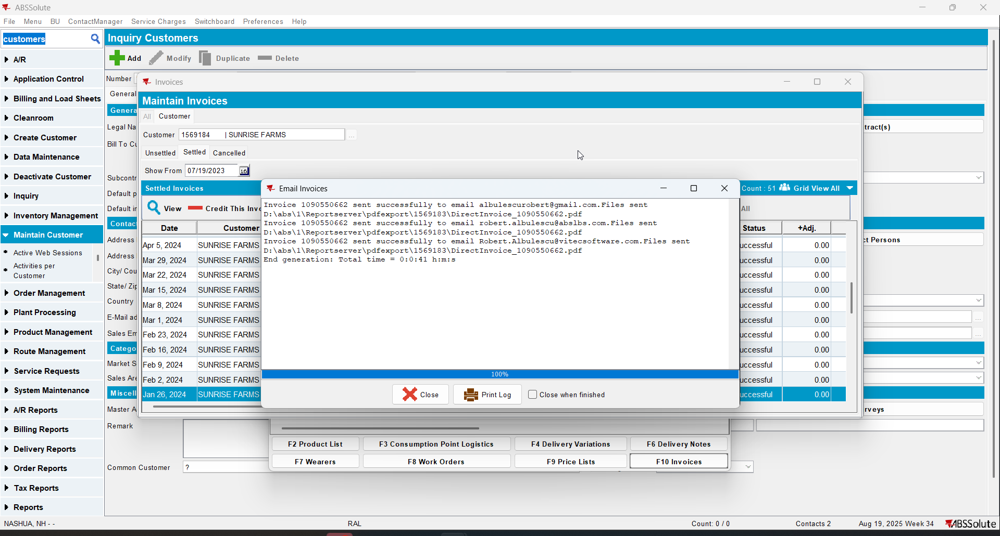 ABSSolute
File Menu BU ContactManager Service Charges Switchboard Preferences Help
customers
Inquiry Customers
Add Modify Duplicate Delete
A/R
Application Control
Billing and Load Sheets
Cleanroom
Create Customer
Data Maintenance
Deactivate Customer
Inquiry
Inventory Management
Maintain Customer
Active Web Sessions
Activities per
Customer
Order Management
Plant Processing
Product Management
Route Management
Service Requests
System Maintenance
A/R Reports
Billing Reports
Delivery Reports
Order Reports
Tax Reports
Reports
Number
General
Genera
Legal Na
Bill To Cu
Subcontr
Default p
Default in
Contac
Address
Address
City/ Cou
State/ Zip
Country
E-Mail ad
Sales Em
Catego
Market S
Sales Are
Miscell
Master A
Remark
Common Customer ?
Invoices
Maintain Invoices
All Customer
Customer 1569184 | SUNRISE FARMS ...
Unsettled Settled Cancelled
Show From 07/19/2023 16
Settled Invoices Count : 51 Grid View All
View Credit This Invo All
Date Customer Status +Adj.
Apr 5, 2024 SUNRISE FARMS uccessful 0.00
Mar 29, 2024 SUNRISE FARMS uccessful 0.00
Mar 22, 2024 SUNRISE FARMS uccessful 0.00
Mar 15, 2024 SUNRISE FARMS uccessful 0.00
Mar 8, 2024 SUNRISE FARMS uccessful 0.00
Mar 1, 2024 SUNRISE FARMS uccessful 0.00
Feb 23, 2024 SUNRISE FARMS uccessful 0.00
Feb 16, 2024 SUNRISE FARMS uccessful 0.00
Feb 9, 2024 SUNRISE FARMS uccessful 0.00
Feb 2, 2024 SUNRISE FARMS uccessful 0.00
Jan 26, 2024 SUNRISE FARMS uccessful 0.00
Email Invoices
Invoice 1090550662 sent successfully to email albulescurobert@gmail.com.Files sent
D:\abs\1\Reportserver\pdfexport\1569183\DirectInvoice_1090550662.pdf
Invoice 1090550662 sent successfully to email robert.albulescu@abslbs.com.Files sent
D:\abs\1\Reportserver\pdfexport\1569183\DirectInvoice_1090550662.pdf
Invoice 1090550662 sent successfully to email Robert.Albulescu@vitecsoftware.com.Files sent
D:\abs\1\Reportserver\pdfexport\1569183\DirectInvoice_1090550662.pdf
End generation: Total time = 0:0:41 h:m:s
100%
Close Print Log Close when finished
F2 Product List F3 Consumption Point Logistics F4 Delivery Variations F6 Delivery Notes
F7 Wearers F8 Work Orders F9 Price Lists F10 Invoices
tract(s)
ct Persons
...
...
rveys
NASHUA, NH - - RAL Count: 0 / 0 Contacts 2 Aug 19, 2025 Week 34 ABSSolute